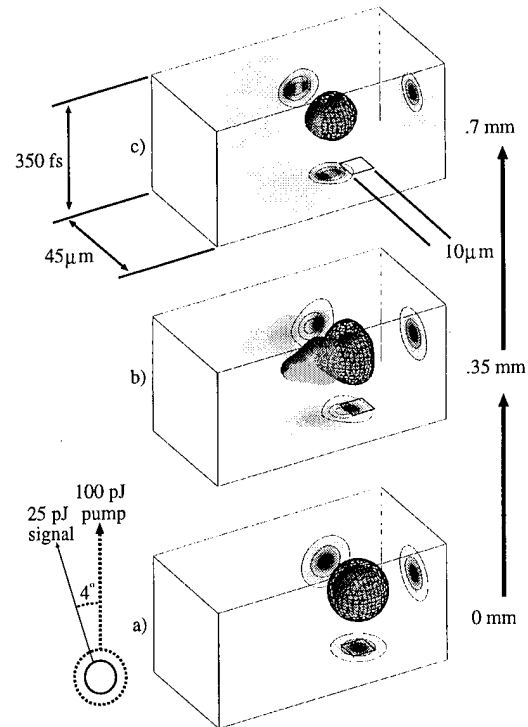 .7 mm
c)
350 fs
45μm
10μm
b)
.35 mm
100 pJ
pump
25 pJ
signal
4°
a)
0 mm